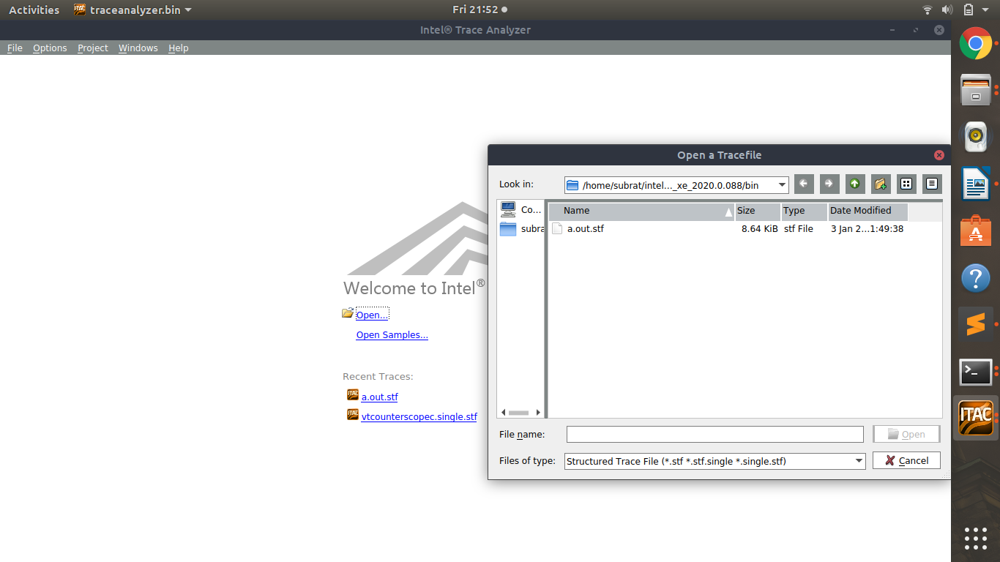 Activities traceanalyzer.bin Fri 21:52
Intel® Trace Analyzer
File Options Project Windows Help
Open a Tracefile
Look in: /home/subrat/intel..._xe_2020.0.088/bin
Co...
subra
Name Size Type Date Modified
a.out.stf 8.64 KiB stf File 3 Jan 2...1:49:38
Welcome to Intel®
Open...
Open Samples...
Recent Traces:
a.out.stf
vtcounterscopec.single.stf
File name: Open
Files of type: Structured Trace File (*.stf *.stf.single *.single.stf) Cancel
ITAC